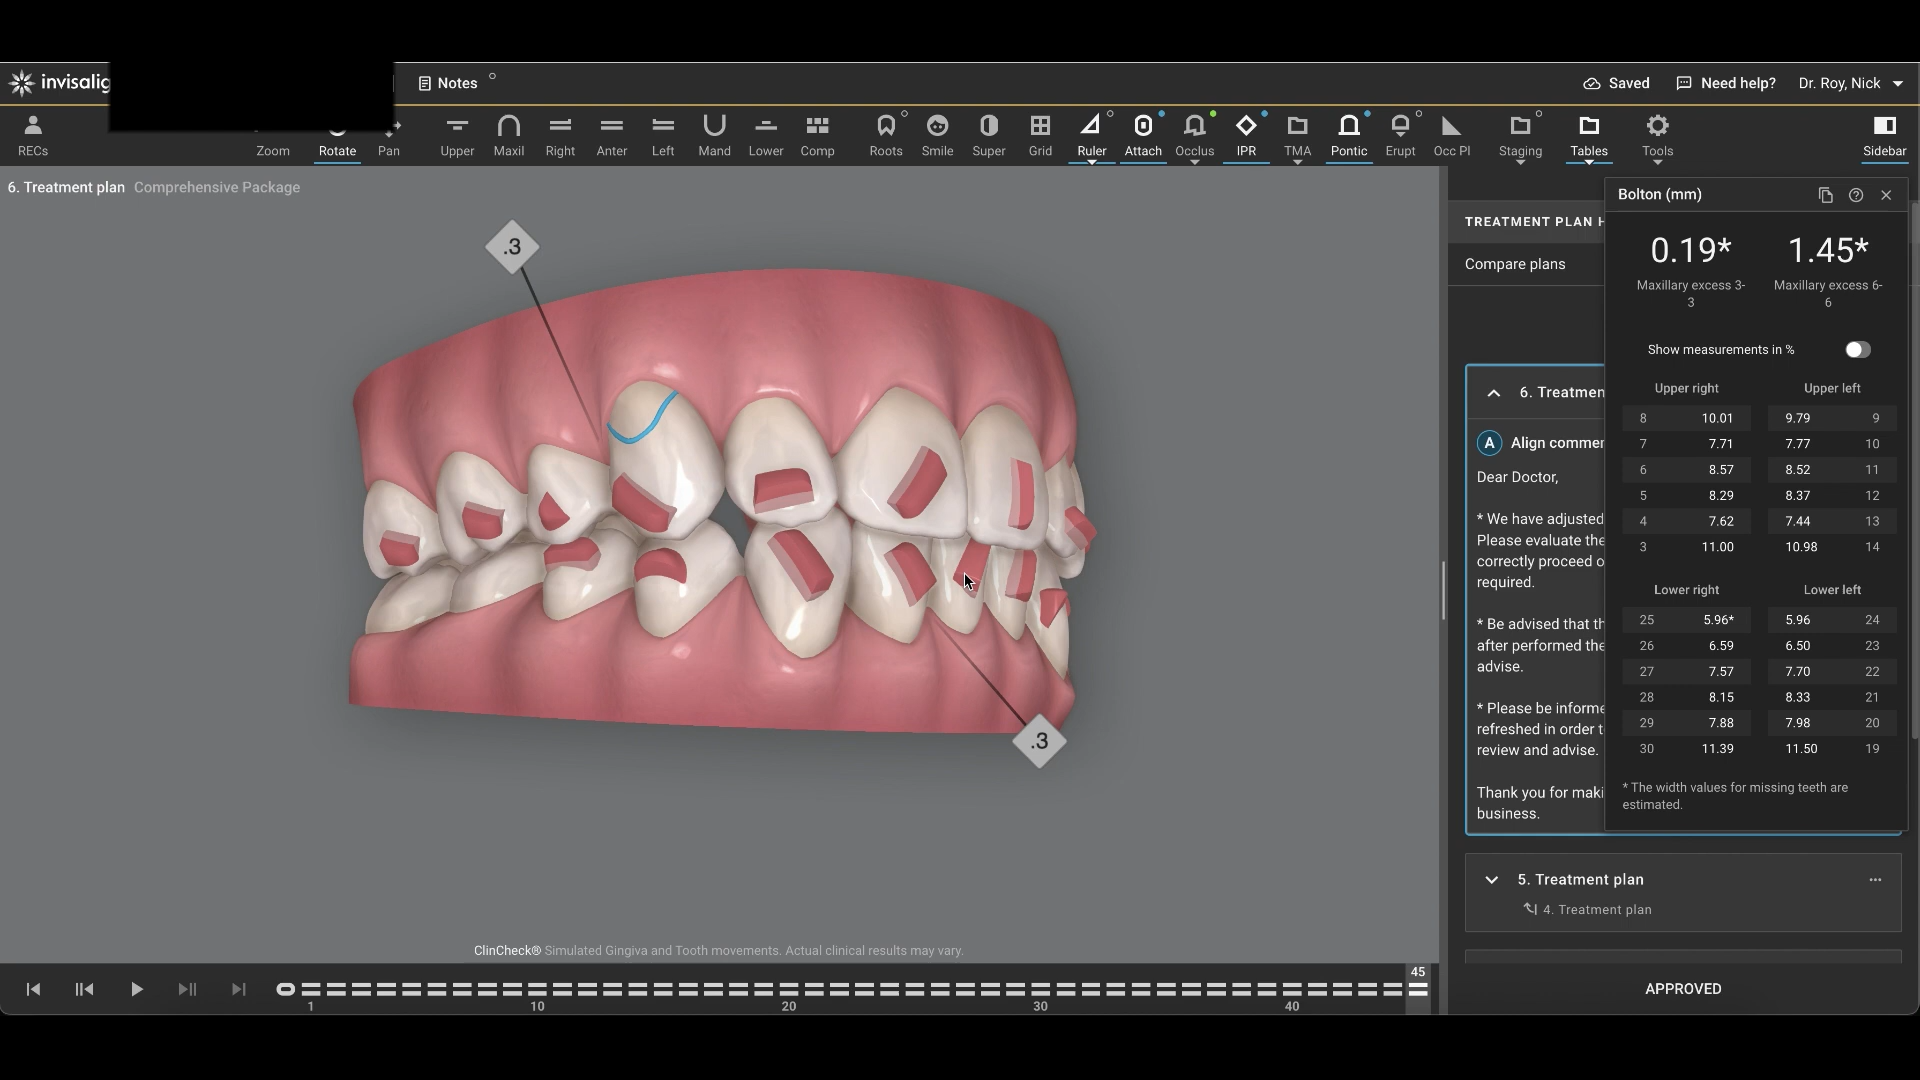 invisalig
Notes
Saved
Need help?
Dr. Roy, Nick
RECs
Zoom
Rotate
Pan
Upper
Maxil
Right
Anter
Left
Mand
Lower
Comp
Roots
Smile
Super
Grid
Ruler
Attach
Occlus
IPR
TMA
Pontic
Erupt
Occ Pl
Staging
Tables
Tools
Sidebar
6. Treatment plan Comprehensive Package
.3
.3
ClinCheck® Simulated Gingiva and Tooth movements. Actual clinical results may vary.
45
1
10
20
30
40
TREATMENT PLAN H
Compare plans
6. Treatmen
A Align commer
Dear Doctor,
* We have adjusted
Please evaluate the
correctly proceed o
required.
* Be advised that th
after performed the
advise.
* Please be informe
refreshed in order t
review and advise.
Thank you for maki
business.
5. Treatment plan
4. Treatment plan
APPROVED
Bolton (mm)
0.19* 1.45*
Maxillary excess 3-
3
Maxillary excess 6-
6
Show measurements in %
Upper right Upper left
8 10.01 9.79 9
7 7.71 7.77 10
6 8.57 8.52 11
5 8.29 8.37 12
4 7.62 7.44 13
3 11.00 10.98 14
Lower right Lower left
25 5.96* 5.96 24
26 6.59 6.50 23
27 7.57 7.70 22
28 8.15 8.33 21
29 7.88 7.98 20
30 11.39 11.50 19
* The width values for missing teeth are
estimated.